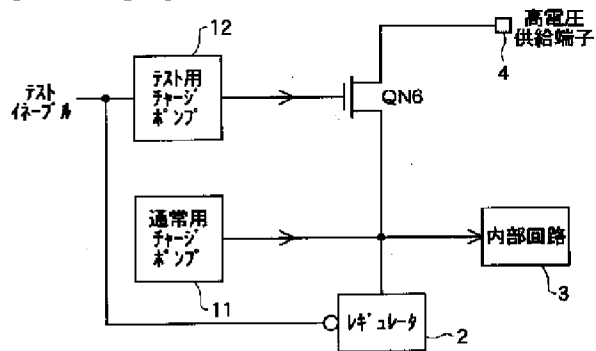 12
高電圧
供給端子
4
テスト
イネーブル
テスト用
チャージ
ポンプ
QN6
通常用
チャージ
ポンプ
11
内部回路
3
レギュレータ
2